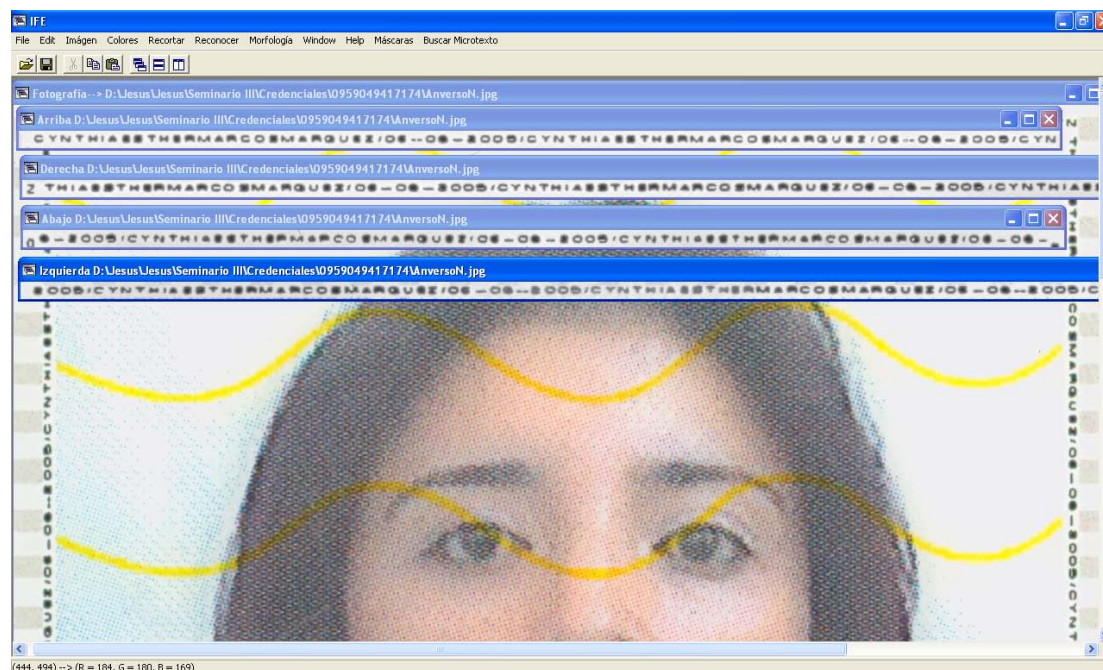 IFE
File Edit Imágen Colores Recortar Reconocer Morfología Window Help Máscaras Buscar Microtexto
Fotografia--> D:\Jesus\Jesus\Seminario III\Credenciales\0959049417174\AnversoN.jpg
Arriba D:\Jesus\Jesus\Seminario III\Credenciales\0959049417174\AnversoN.jpg
CYNTHIAESTHERMARCOSMARQUEZ/06--06-2005/CYNTHIAESTHERMARCOSMARQUEZ/06--06-2005/CYN
Derecha D:\Jesus\Jesus\Seminario III\Credenciales\0959049417174\AnversoN.jpg
Z THIAESTHERMARCOSMARQUEZ/06-06-2005/CYNTHIAESTHERMARCOSMARQUEZ/06-06-2005/CYNTHIAES
Abajo D:\Jesus\Jesus\Seminario III\Credenciales\0959049417174\AnversoN.jpg
06-2005/CYNTHIAESTHERMARCOSMARQUEZ/06-06-2005/CYNTHIAESTHERMARCOSMARQUEZ/06-06-
Izquierda D:\Jesus\Jesus\Seminario III\Credenciales\0959049417174\AnversoN.jpg
2005/CYNTHIAESTHERMARCOSMARQUEZ/06-06--2005/CYNTHIAESTHERMARCOSMARQUEZ/06-06--2005/C
(444, 494) --> (R = 184, G = 180, B = 169)